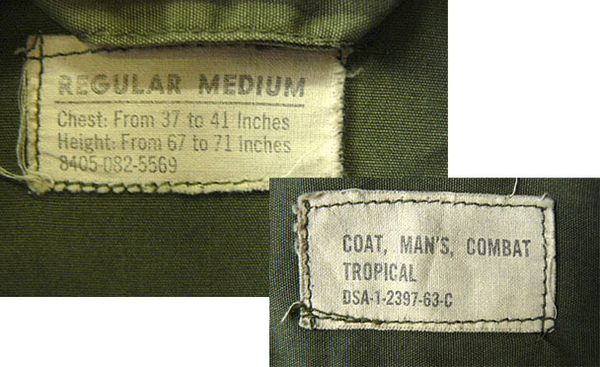 REGULAR MEDIUM
Chest: From 37 to 41 Inches
Height: From 67 to 71 Inches
8405-082-5569
COAT, MAN'S, COMBAT
TROPICAL
DSA-1-2397-63-C